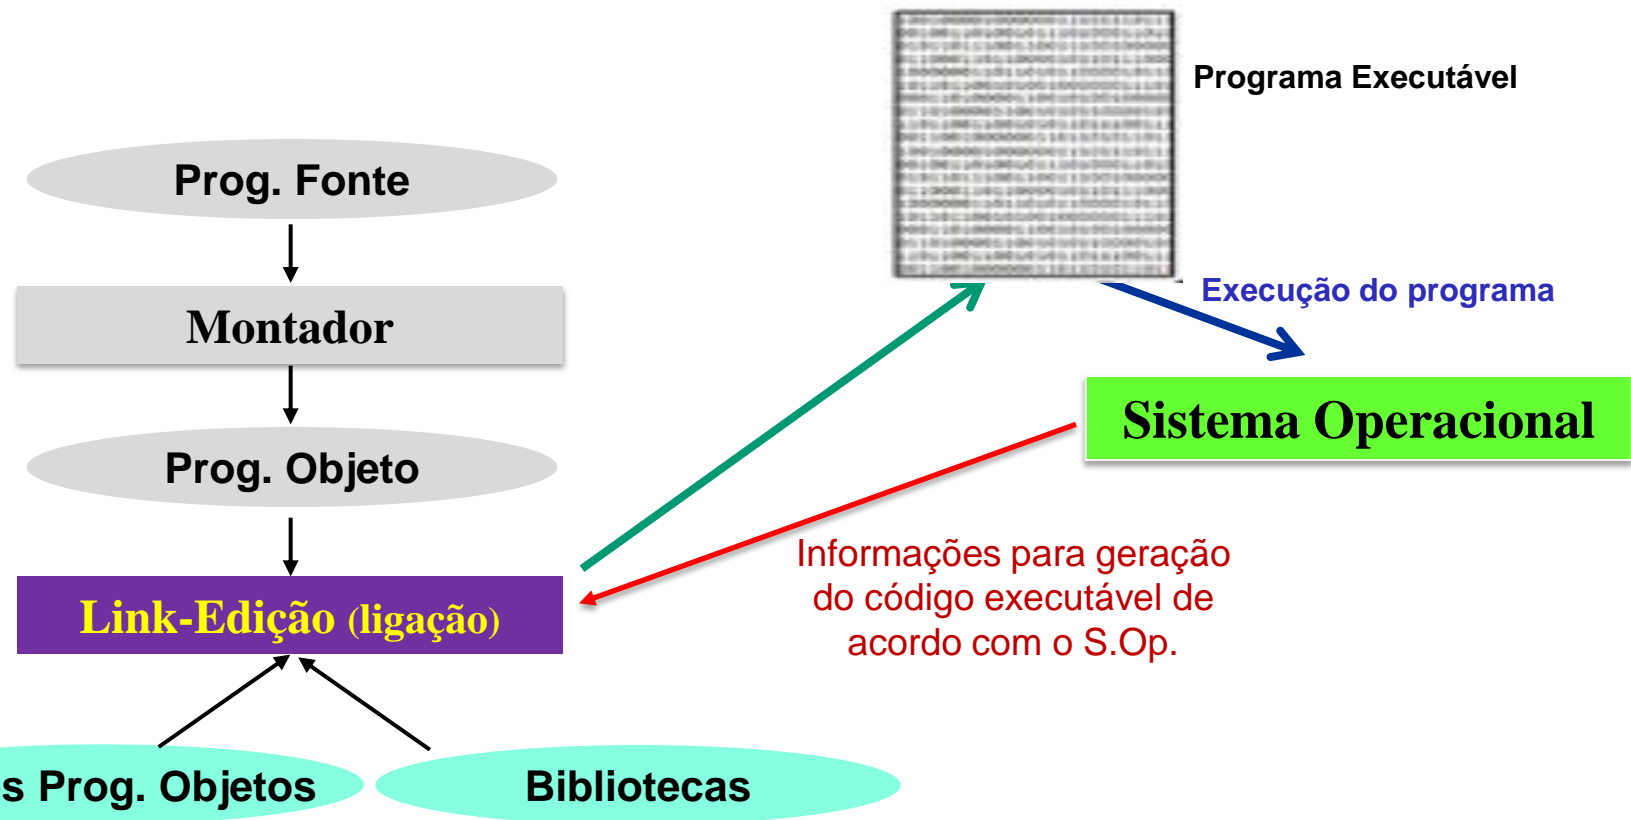 Programa Executável
Prog. Fonte
Execução do programa
Montador
Sistema Operacional
Prog. Objeto
Informações para geração
do código executável de
acordo com o S.Op.
Link-Edição (ligação)
Prog. Objetos
Bibliotecas